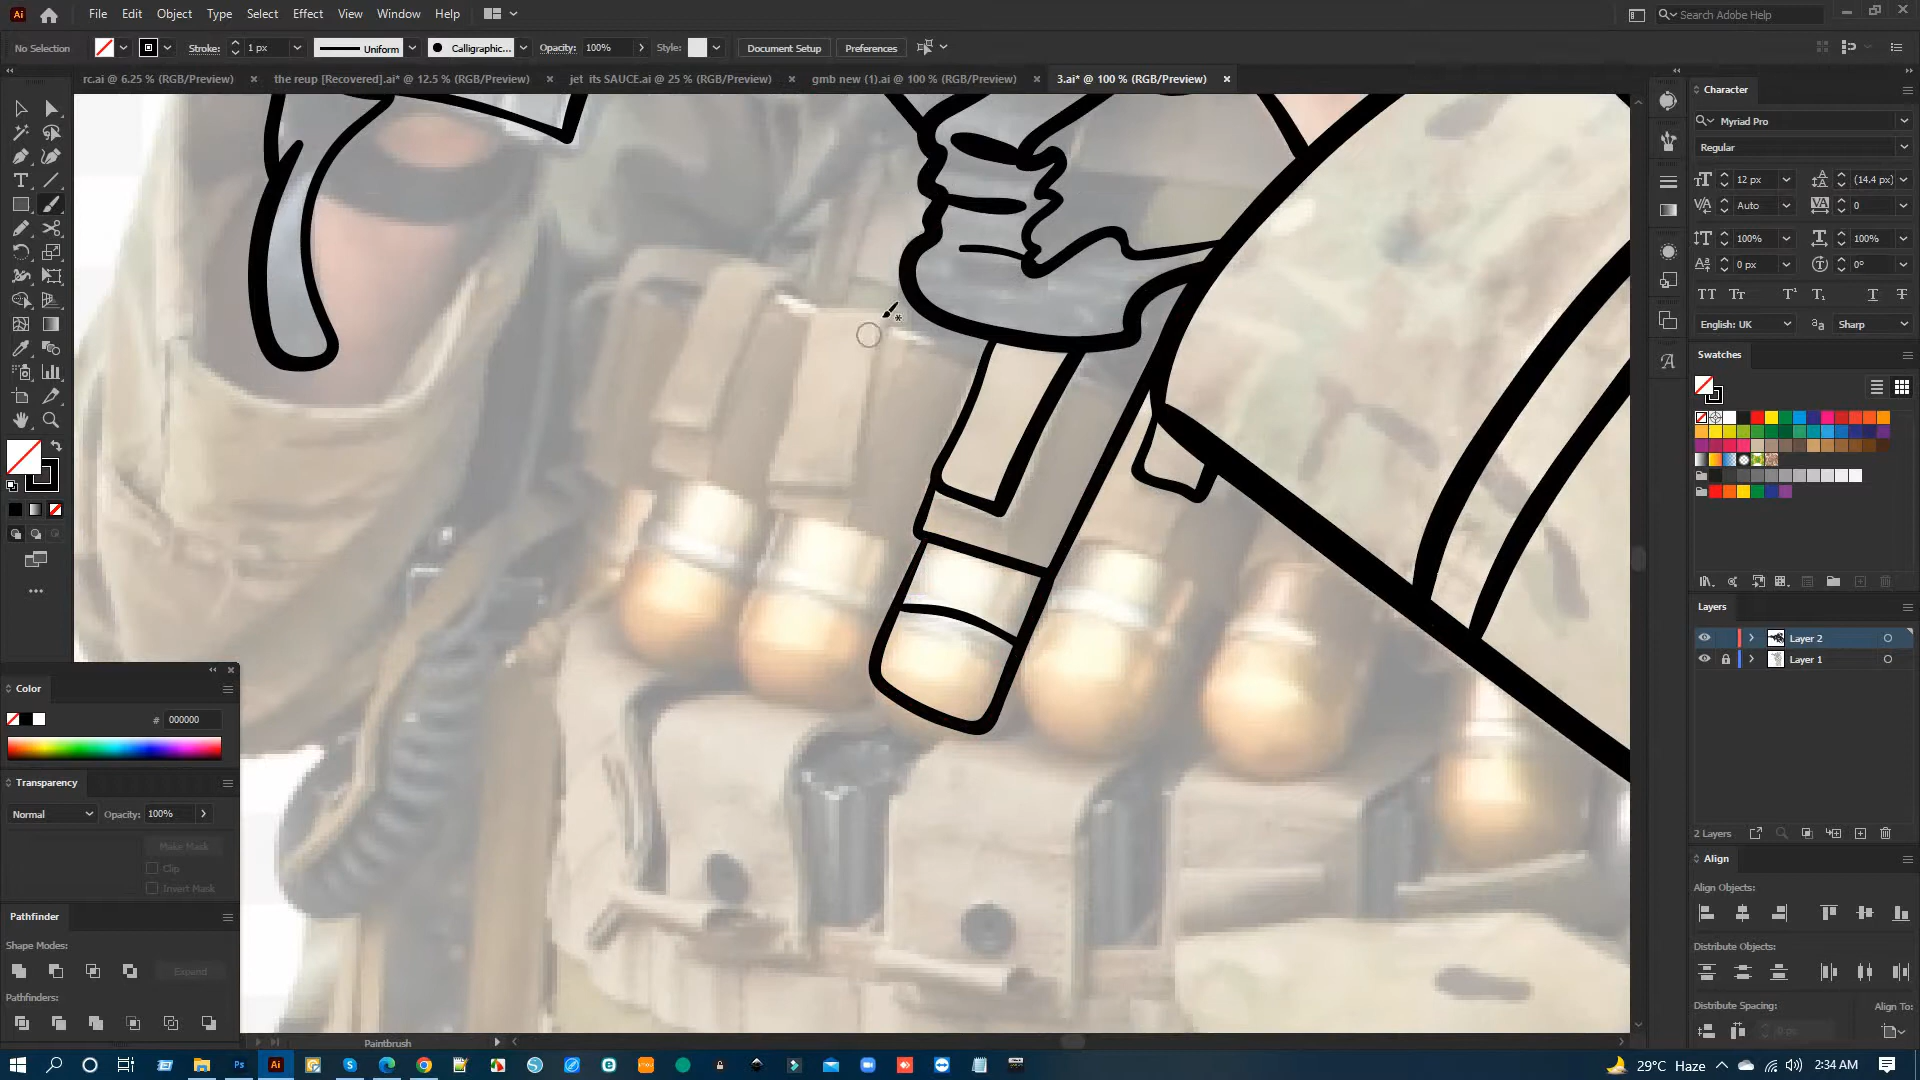 Ai File Edit Object Type Select Effect View Window Help Search Adobe Help
No Selection Stroke: 1 px Uniform Calligraphic... Opacity: 100% Style: Document Setup Preferences
rc.ai @ 6.25 % (RGB/Preview) the reup [Recovered].ai* @ 12.5 % (RGB/Preview) jet its SAUCE.ai @ 25 % (RGB/Preview) gmb new (1).ai @ 100 % (RGB/Preview) 3.ai* @ 100 % (RGB/Preview)
Character
Myriad Pro
Regular
12 px (14.4 px)
Auto 0
100% 100%
0 px 0°
English: UK Sharp
Swatches
Layers
Layer 2
Layer 1
2 Layers
Align
Align Objects:
Distribute Objects:
Distribute Spacing: Align To:
0 px
Color
# 000000
Transparency
Normal Opacity: 100%
Make Mask
Clip
Invert Mask
Pathfinder
Shape Modes:
Expand
Pathfinders:
Paintbrush
Ps Ai 29°C Haze 2:34 AM